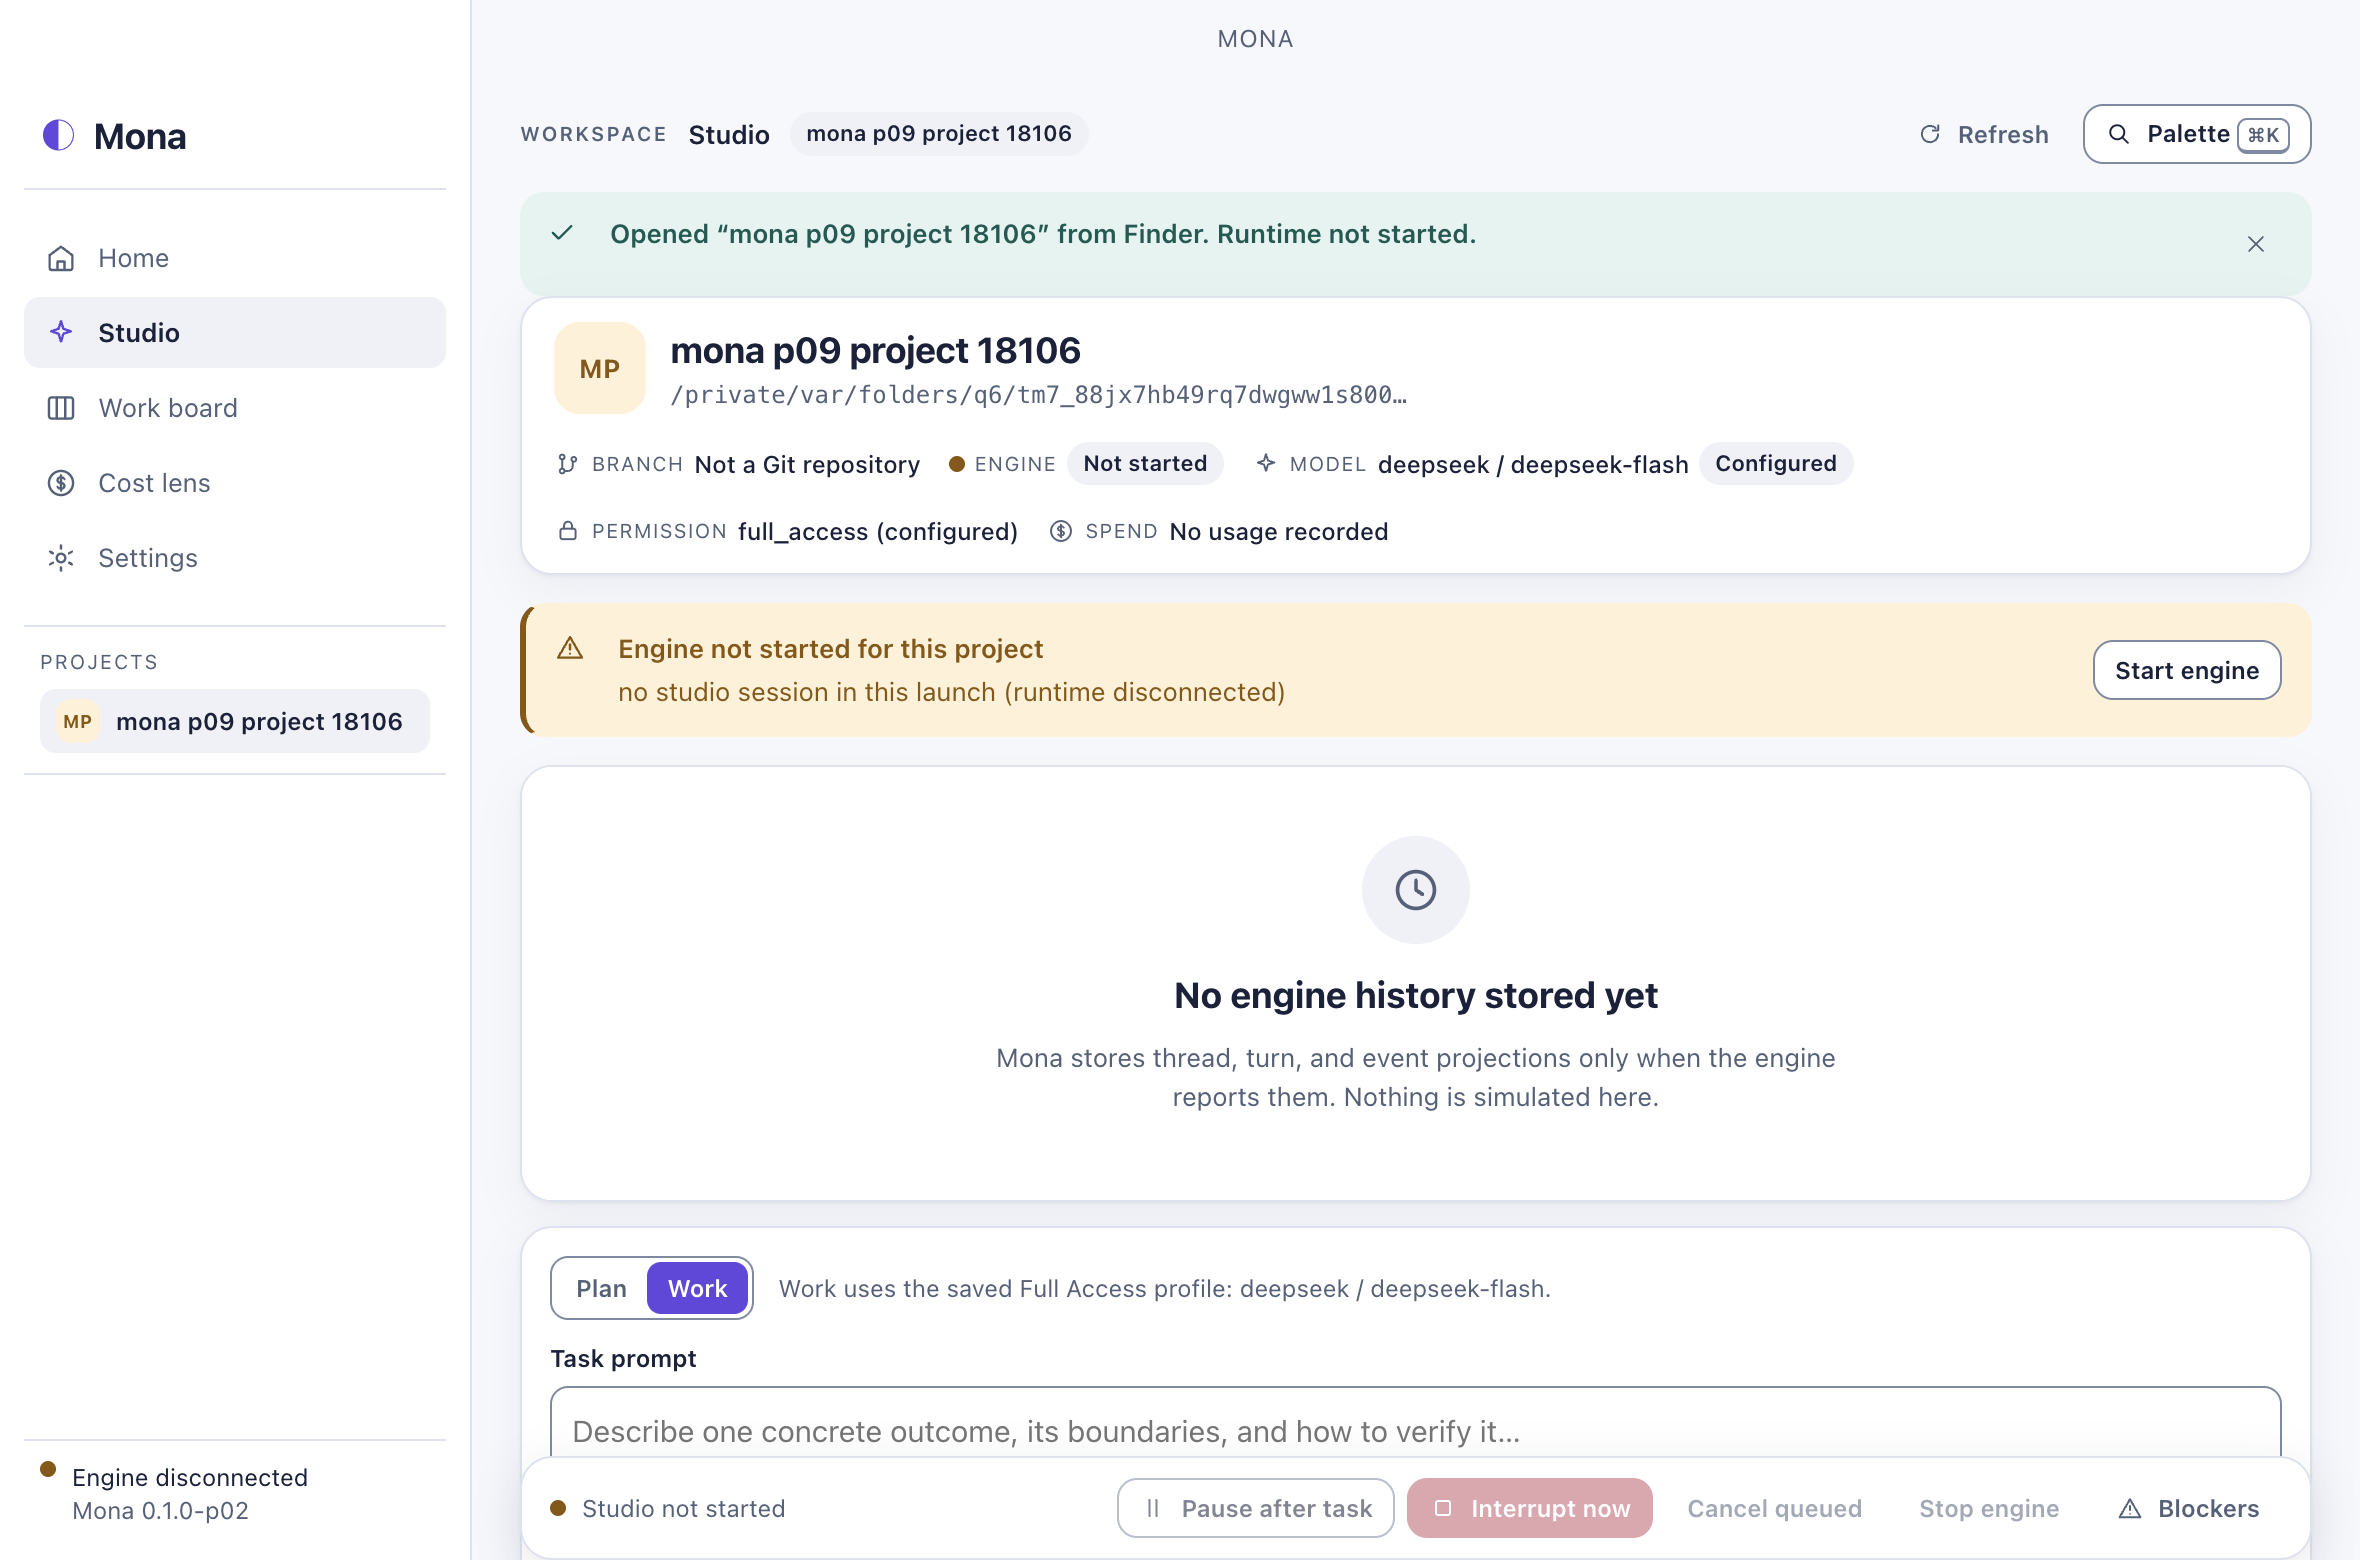 MONA
Mona
Home
Studio
Work board
Cost lens
Settings
PROJECTS
MP mona p09 project 18106
Engine disconnected
Mona 0.1.0-p02
WORKSPACE Studio mona p09 project 18106
Refresh
Palette ⌘K
Opened “mona p09 project 18106” from Finder. Runtime not started.
MP
mona p09 project 18106
/private/var/folders/q6/tm7_88jx7hb49rq7dwgww1s800…
BRANCH Not a Git repository ENGINE Not started MODEL deepseek / deepseek-flash Configured
PERMISSION full_access (configured) SPEND No usage recorded
Engine not started for this project
no studio session in this launch (runtime disconnected)
Start engine
No engine history stored yet
Mona stores thread, turn, and event projections only when the engine
reports them. Nothing is simulated here.
Plan Work Work uses the saved Full Access profile: deepseek / deepseek-flash.
Task prompt
Describe one concrete outcome, its boundaries, and how to verify it...
Studio not started Pause after task Interrupt now Cancel queued Stop engine Blockers